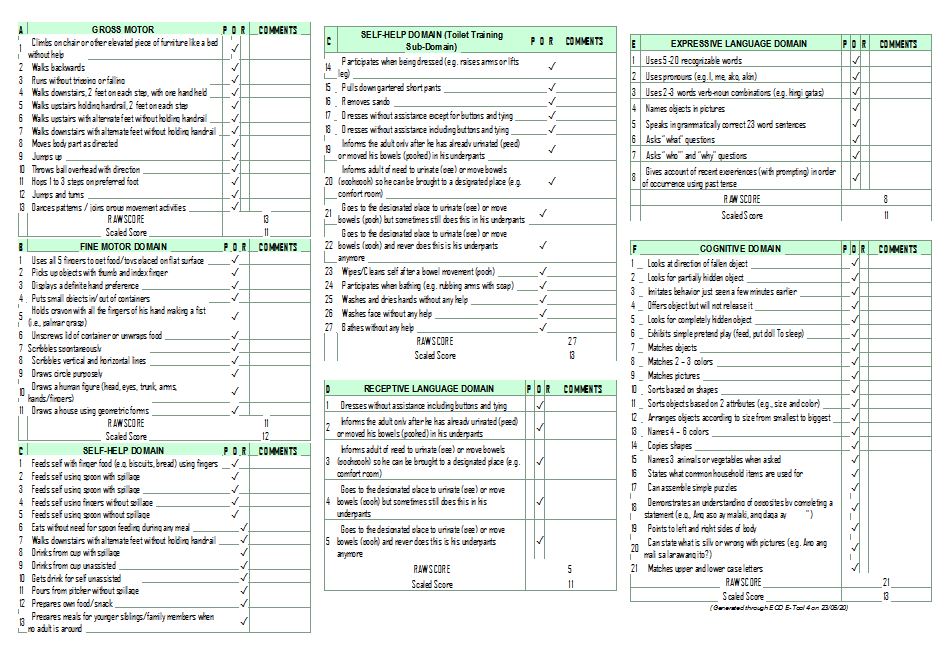 A GROSS MOTOR P O R COMMENTS
1 Climbs on chair or other elevated piece of furniture like a bed
without help ✓
2 Walks backwards ✓
3 Runs without tripping or falling ✓
4 Walks downstairs, 2 feet on each step, with one hand held ✓
5 Walks upstairs holding handrail, 2 feet on each step ✓
6 Walks upstairs with alternate feet without holding handrail ✓
7 Walks downstairs with alternate feet without holding handrail ✓
8 Moves body part as directed ✓
9 Jumps up ✓
10 Throws ball overhead with direction ✓
11 Hops 1 to 3 steps on preferred foot ✓
12 Jumps and turns ✓
13 Dances patterns / joins group movement activities ✓
RAW SCORE 13
Scaled Score 11
B FINE MOTOR DOMAIN P O R COMMENTS
1 Uses all 5 fingers to get food/toys placed on flat surface ✓
2 Picks up objects with thumb and index finger ✓
3 Displays a definite hand preference ✓
4 Puts small objects in/out of containers ✓
5 Holds crayon with all the fingers of his hand making a fist
(i.e., palmar grasp) ✓
6 Unscrews lid of container or unwraps food ✓
7 Scribbles spontaneously ✓
8 Scribbles vertical and horizontal lines ✓
9 Draws circle purposely ✓
10 Draws a human figure (head, eyes, trunk, arms,
hands/fingers) ✓
11 Draws a house using geometric forms ✓
RAW SCORE 11
Scaled Score 12
C SELF-HELP DOMAIN P O R COMMENTS
1 Feeds self with finger food (e.g. biscuits, bread) using fingers ✓
2 Feeds self using spoon with spillage ✓
3 Feeds self using spoon with spillage ✓
4 Feeds self using fingers without spillage ✓
5 Feeds self using spoon without spillage ✓
6 Eats without need for spoon feeding during any meal ✓
7 Walks downstairs with alternate feet without holding handrail ✓
8 Drinks from cup with spillage ✓
9 Drinks from cup unassisted ✓
10 Gets drink for self unassisted ✓
11 Pours from pitcher without spillage ✓
12 Prepares own food/snack ✓
13 Prepares meals for younger siblings/family members when
no adult is around ✓
C SELF-HELP DOMAIN (Toilet Training
Sub-Domain) P O R COMMENTS
14 Participates when being dressed (e.g. raises arms or lifts
leg) ✓
15 Pulls down gartered short pants ✓
16 Removes sando ✓
17 Dresses without assistance except for buttons and tying ✓
18 Dresses without assistance including buttons and tying ✓
19 Informs the adult only after he has already urinated (peed)
or moved his bowels (poohed) in his underpants ✓
20 Informs adult of need to urinate (pee) or move bowels
(poohpooh) so he can be brought to a designated place (e.g.
comfort room) ✓
21 Goes to the designated place to urinate (pee) or move
bowels (pooh) but sometimes still does this in his underpants ✓
22 Goes to the designated place to urinate (pee) or move
bowels (pooh) and never does this in his underpants
anymore ✓
23 Wipes/Cleans self after a bowel movement (pooh) ✓
24 Participates when bathing (e.g. rubbing arms with soap) ✓
25 Washes and dries hands without any help ✓
26 Washes face without any help ✓
27 Bathes without any help ✓
RAW SCORE 27
Scaled Score 13
D RECEPTIVE LANGUAGE DOMAIN P O R COMMENTS
1 Dresses without assistance including buttons and tying ✓
2 Informs the adult only after he has already urinated (peed)
or moved his bowels (poohed) in his underpants ✓
3 Informs adult of need to urinate (pee) or move bowels
(poohpooh) so he can be brought to a designated place (e.g.
comfort room) ✓
4 Goes to the designated place to urinate (pee) or move
bowels (pooh) but sometimes still does this in his
underpants ✓
5 Goes to the designated place to urinate (pee) or move
bowels (pooh) and never does this in his underpants
anymore ✓
RAW SCORE 5
Scaled Score 11
E EXPRESSIVE LANGUAGE DOMAIN P O R COMMENTS
1 Uses 5-20 recognizable words ✓
2 Uses pronouns (e.g. I, me, ako, akin) ✓
3 Uses 2-3 words verb-noun combinations (e.g. hingi gatas) ✓
4 Names objects in pictures ✓
5 Speaks in grammatically correct 23 word sentences ✓
6 Asks "what" questions ✓
7 Asks "who"' and "why" questions ✓
8 Gives account of recent experiences (with prompting) in order
of occurrence using past tense ✓
RAW SCORE 8
Scaled Score 11
F COGNITIVE DOMAIN P O R COMMENTS
1 Looks at direction of fallen object ✓
2 Looks for partially hidden object ✓
3 Imitates behavior just seen a few minutes earlier ✓
4 Offers object but will not release it ✓
5 Looks for completely hidden object ✓
6 Exhibits simple pretend play (feed, put doll To sleep) ✓
7 Matches objects ✓
8 Matches 2 – 3 colors ✓
9 Matches pictures ✓
10 Sorts based on shapes ✓
11 Sorts objects based on 2 attributes (e.g., size and color) ✓
12 Arranges objects according to size from smallest to biggest ✓
13 Names 4 – 6 colors ✓
14 Copies shapes ✓
15 Names 3 animals or vegetables when asked ✓
16 States what common household items are used for ✓
17 Can assemble simple puzzles ✓
18 Demonstrates an understanding of opposites by completing a
statement (e.g., Ang aso ay malaki, ang daga ay ") ✓
19 Points to left and right sides of body ✓
20 Can state what is silly or wrong with pictures (e.g. Ano ang
mali sa larawang ito?) ✓
21 Matches upper and lower case letters ✓
RAW SCORE 21
Scaled Score 13
(Generated through ECD E-Tool 4 on 23/05/20)